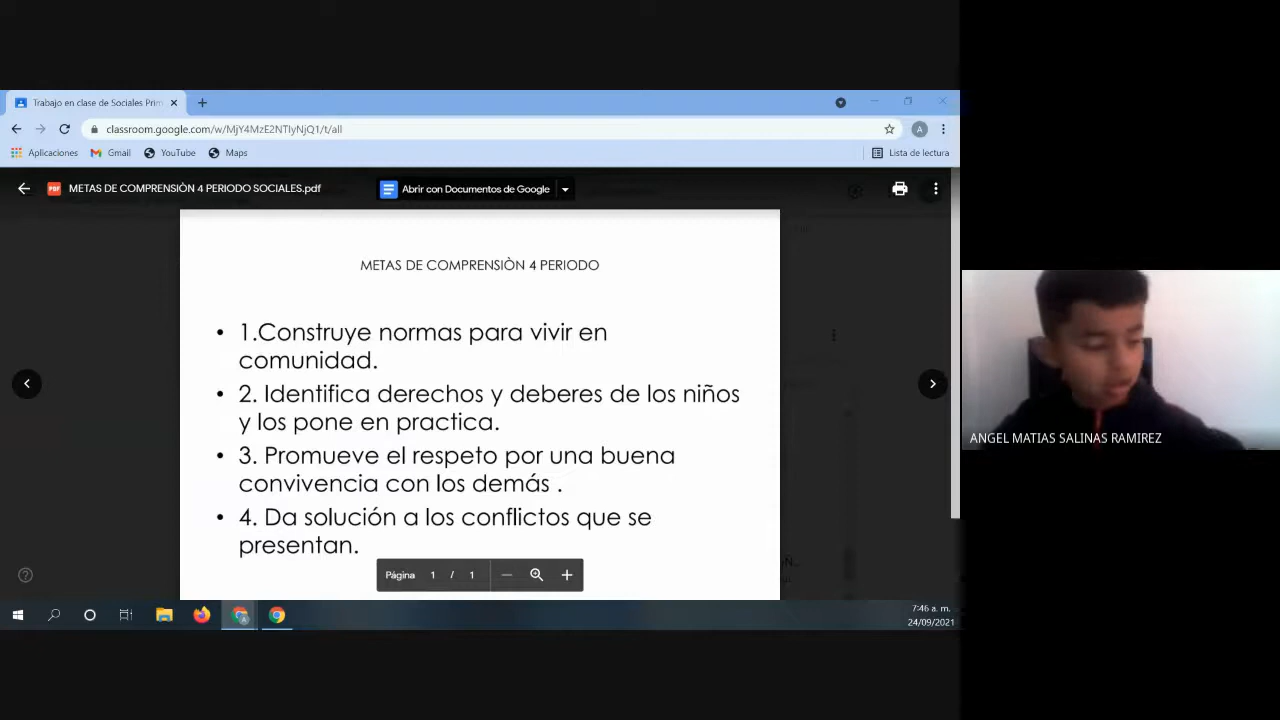 Trabajo en clase de Sociales Prim
classroom.google.com/w/MjY4MzE2NTIyNjQ1/t/all
Aplicaciones Gmail YouTube Maps Lista de lectura
PDF METAS DE COMPRENSIÒN 4 PERIODO SOCIALES.pdf Abrir con Documentos de Google
METAS DE COMPRENSIÒN 4 PERIODO
• 1.Construye normas para vivir en
comunidad.
• 2. Identifica derechos y deberes de los niños
y los pone en practica.
• 3. Promueve el respeto por una buena
convivencia con los demás .
• 4. Da solución a los conflictos que se
presentan.
Página 1 / 1
7:46 a. m.
24/09/2021
ANGEL MATIAS SALINAS RAMIREZ